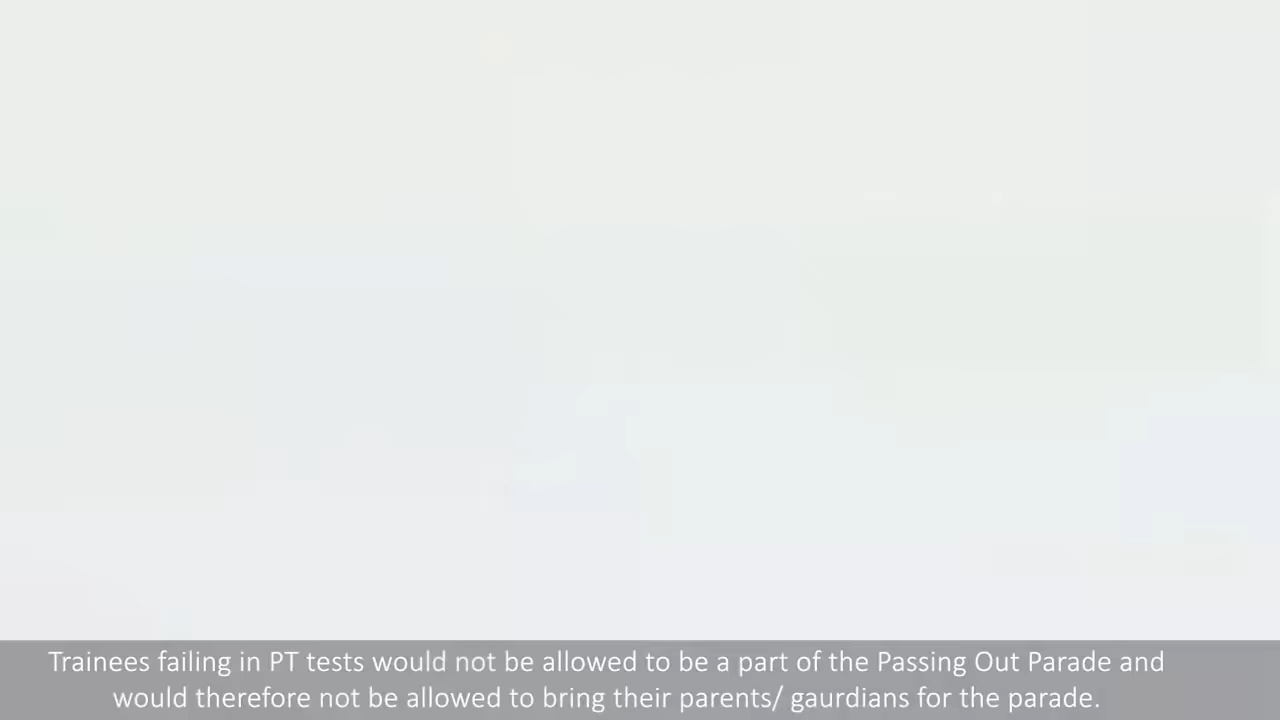 Trainees failing in PT tests would not be allowed to be a part of the Passing Out Parade and
would therefore not be allowed to bring their parents/ gaurdians for the parade.